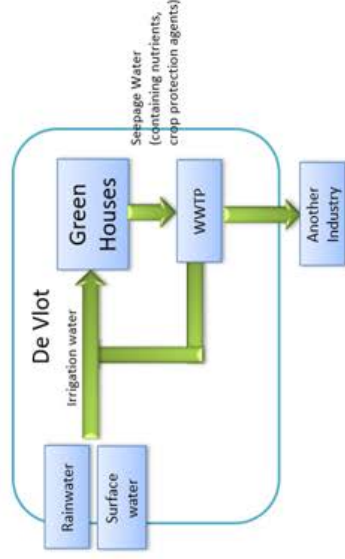 De Vlot
Rainwater
Surface
water
Irrigation water
Green
Houses
Seepage Water
(containing nutrients,
crop protection agents)
WWTP
Another
Industry